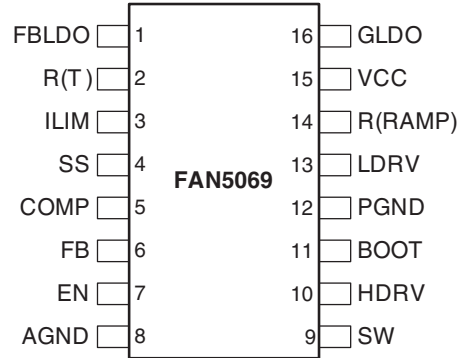 FBLDO 1 16 GLDO
R(T) 2 15 VCC
ILIM 3 14 R(RAMP)
SS 4 13 LDRV
FAN5069
COMP 5 12 PGND
FB 6 11 BOOT
EN 7 10 HDRV
AGND 8 9 SW